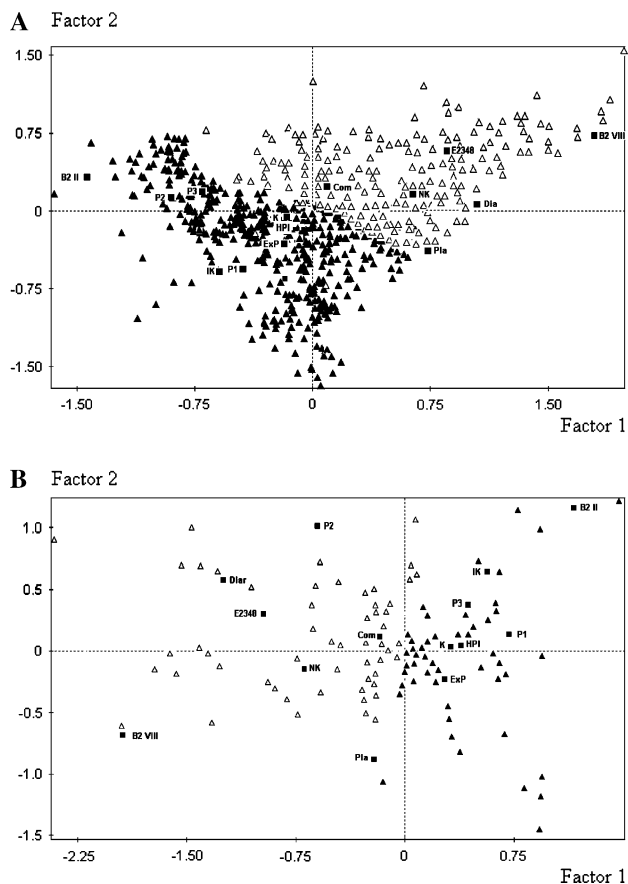 A Factor 2
1.50
E2348
B2 VIII
0.75
B2 II
P3
P2
Com
NK
Dia
0
K
HPI
ExP
Pla
IK P1
-0.75
-1.50
-1.50 -0.75 0 0.75 1.50
Factor 1
B Factor 2
1.0
P2
B2 II
Diar
IK
0.5
E2348
P3
Com
P1
K HPI
0
NK
ExP
-0.5
B2 VIII
Pla
-1.0
-1.5
-2.25 -1.50 -0.75 0 0.75
Factor 1